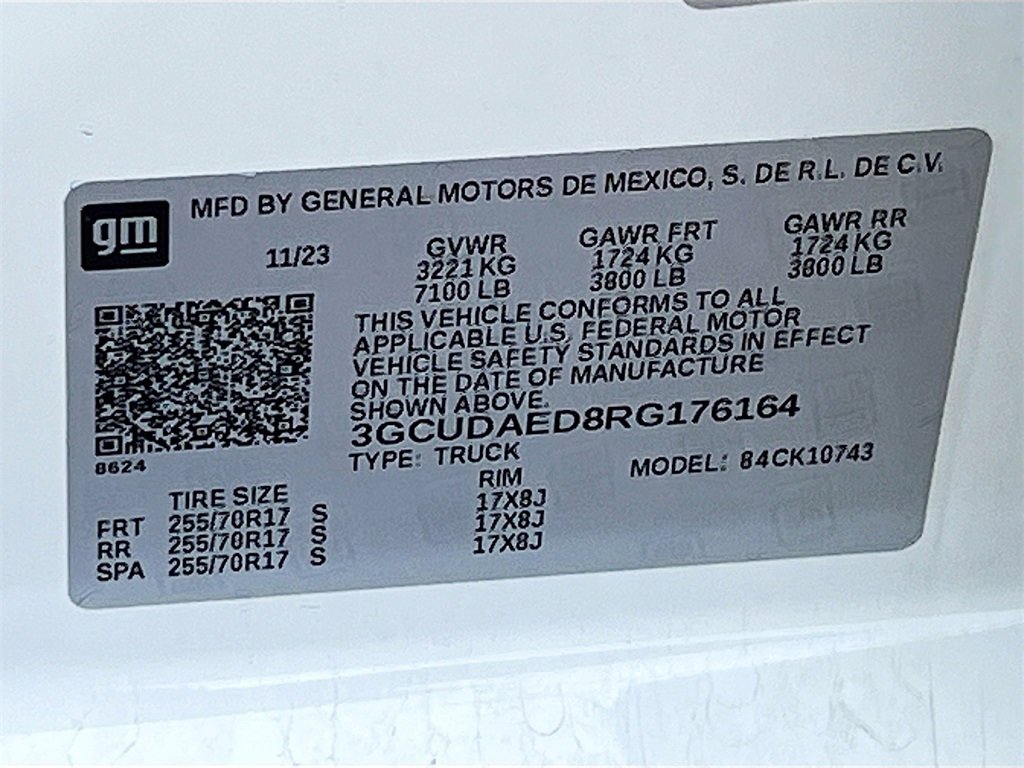 gm
MFD BY GENERAL MOTORS DE MEXICO, S. DE R.L. DE C.V.
11/23
GVWR GAWR FRT GAWR RR
3221 KG 1724 KG 1724 KG
7100 LB 3800 LB 3800 LB
THIS VEHICLE CONFORMS TO ALL
APPLICABLE U.S. FEDERAL MOTOR
VEHICLE SAFETY STANDARDS IN EFFECT
ON THE DATE OF MANUFACTURE
SHOWN ABOVE.
3GCUDAED8RG176164
8624
TYPE: TRUCK MODEL: 84CK10743
TIRE SIZE RIM
FRT 255/70R17 S 17X8J
RR 255/70R17 S 17X8J
SPA 255/70R17 S 17X8J